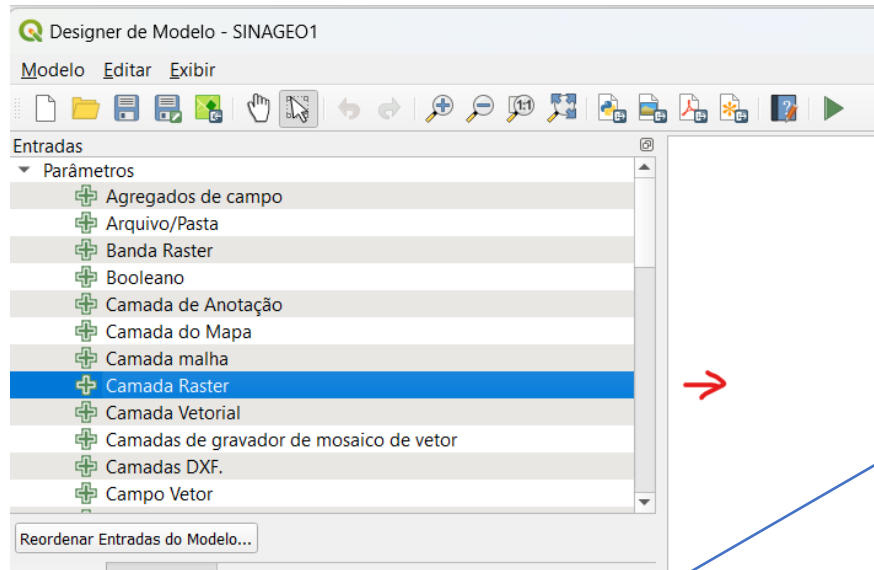 Designer de Modelo - SINAGEO1
Modelo Editar Exibir
1:1
Entradas
Parâmetros
Agregados de campo
Arquivo/Pasta
Banda Raster
Booleano
Camada de Anotação
Camada do Mapa
Camada malha
Camada Raster
Camada Vetorial
Camadas de gravador de mosaico de vetor
Camadas DXF.
Campo Vetor
Reordenar Entradas do Modelo...